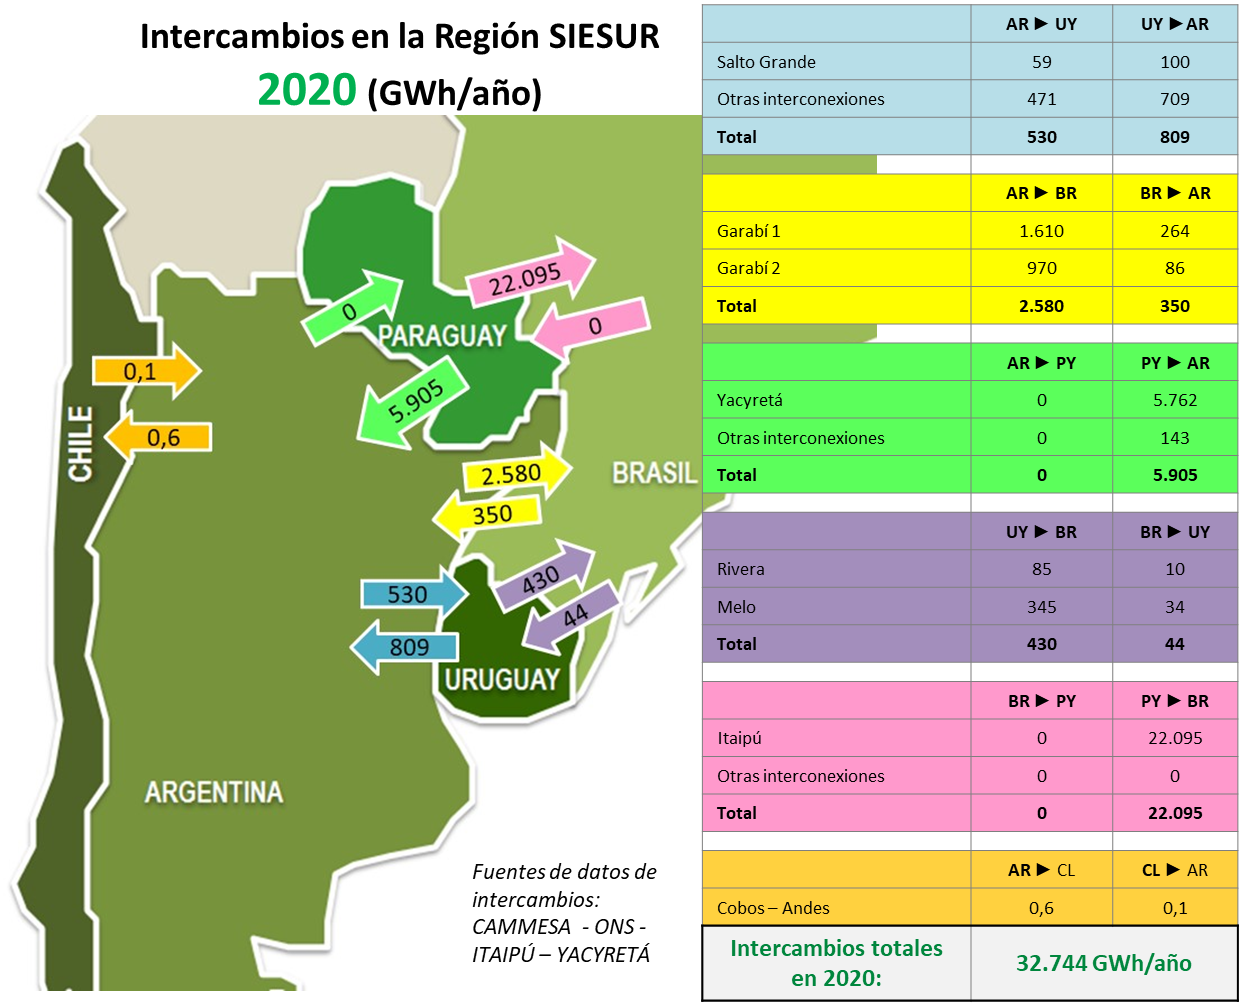 Intercambios en la Región SIESUR
2020 (GWh/año)
AR ► UY UY ►AR
Salto Grande 59 100
Otras interconexiones 471 709
Total 530 809
AR ► BR BR ► AR
Garabí 1 1.610 264
Garabí 2 970 86
Total 2.580 350
AR ► PY PY ► AR
Yacyretá 0 5.762
Otras interconexiones 0 143
Total 0 5.905
UY ► BR BR ► UY
Rivera 85 10
Melo 345 34
Total 430 44
BR ► PY PY ► BR
Itaipú 0 22.095
Otras interconexiones 0 0
Total 0 22.095
AR ► CL CL ► AR
Cobos – Andes 0,6 0,1
Intercambios totales
en 2020:
32.744 GWh/año
22.095
0
0
PARAGUAY
5.905
0,1
0,6
CHILE
2.580
350
BRASIL
530
430
44
809
URUGUAY
ARGENTINA
Fuentes de datos de
intercambios:
CAMMESA - ONS -
ITAIPÚ – YACYRETÁ